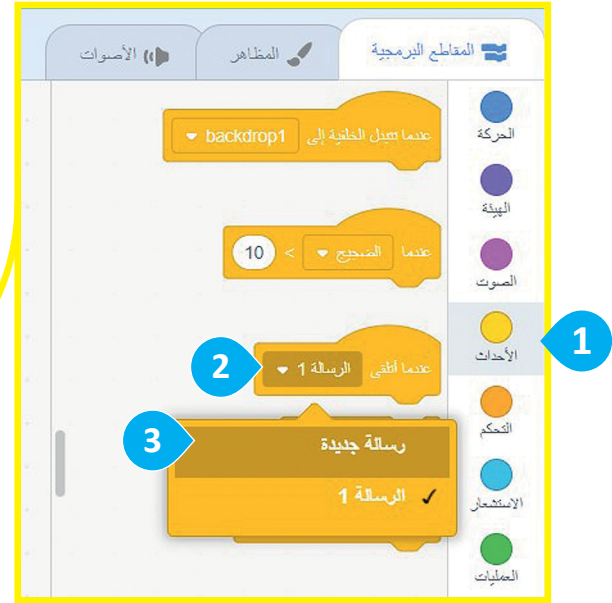 المقاطع البرمجية
المظاهر
الأصوات
الحركة
الهيئة
الصوت
الأحداث
التحكم
الاستشعار
العمليات
عندما تتبدل الخلفية إلى backdrop1
عندما الضجيج > 10
عندما أتلقى الرسالة 1
رسالة جديدة
✓ الرسالة 1
1
2
3